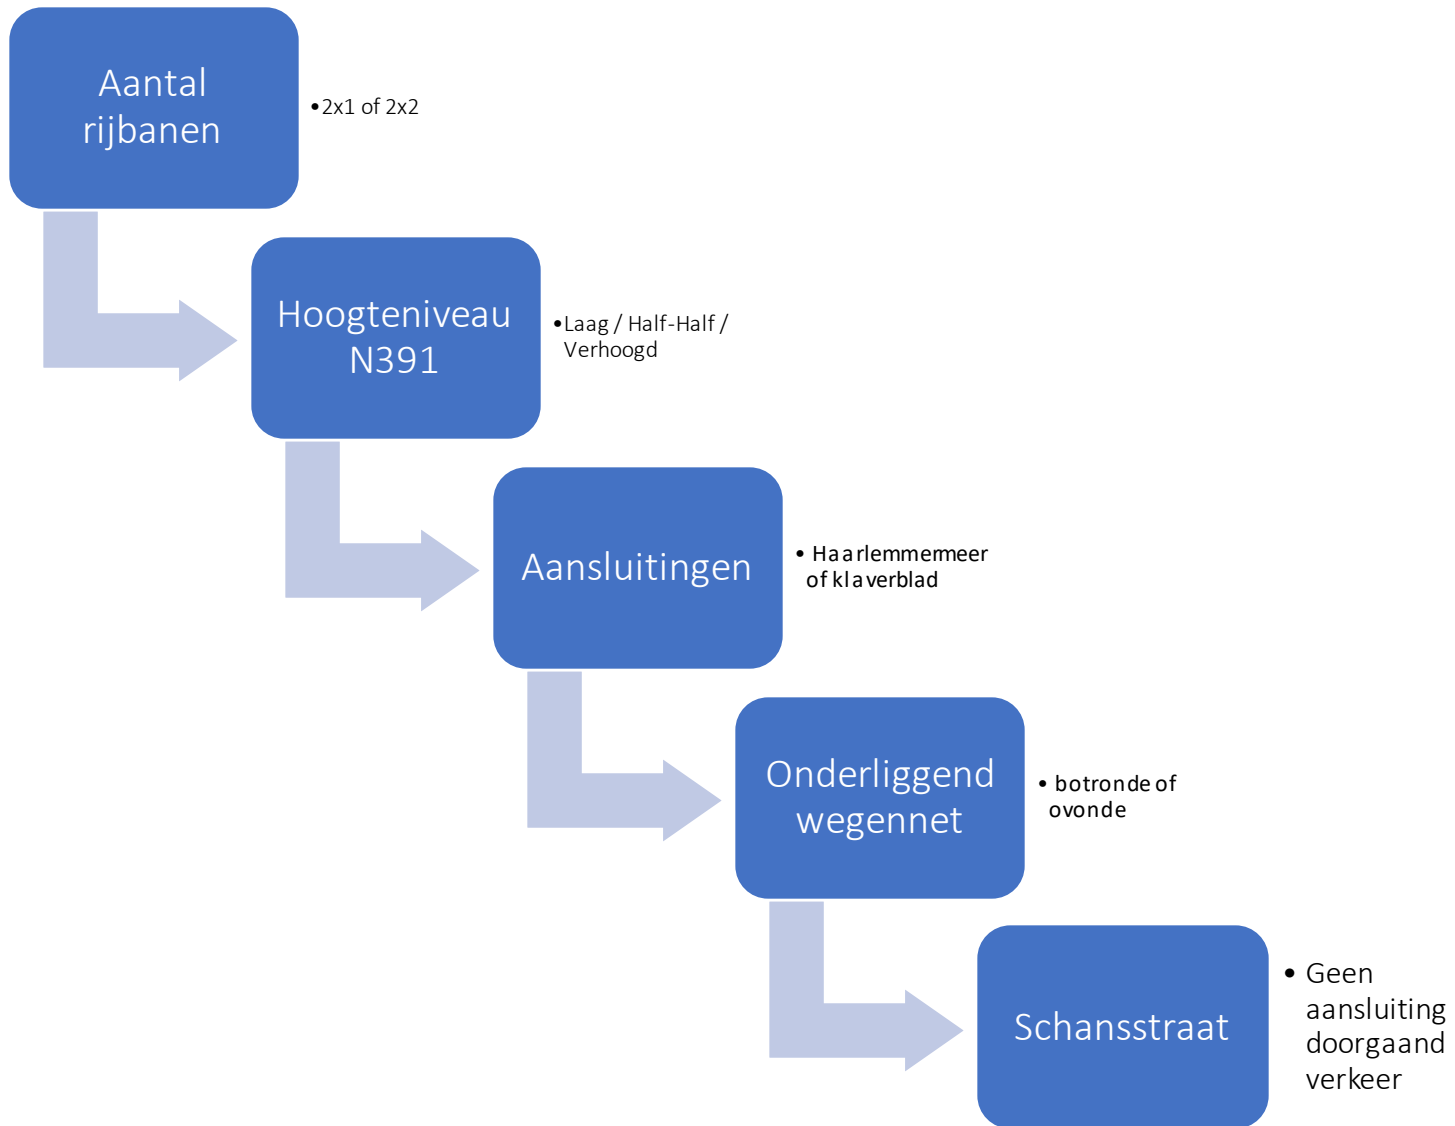 Aantal
rijbanen
•2x1 of 2x2
Hoogteniveau
N391
•Laag / Half-Half /
Verhoogd
Aansluitingen
• Haarlemmermeer
of klaverblad
Onderliggend
wegennet
• botronde of
ovonde
Schansstraat
• Geen
aansluiting
doorgaand
verkeer